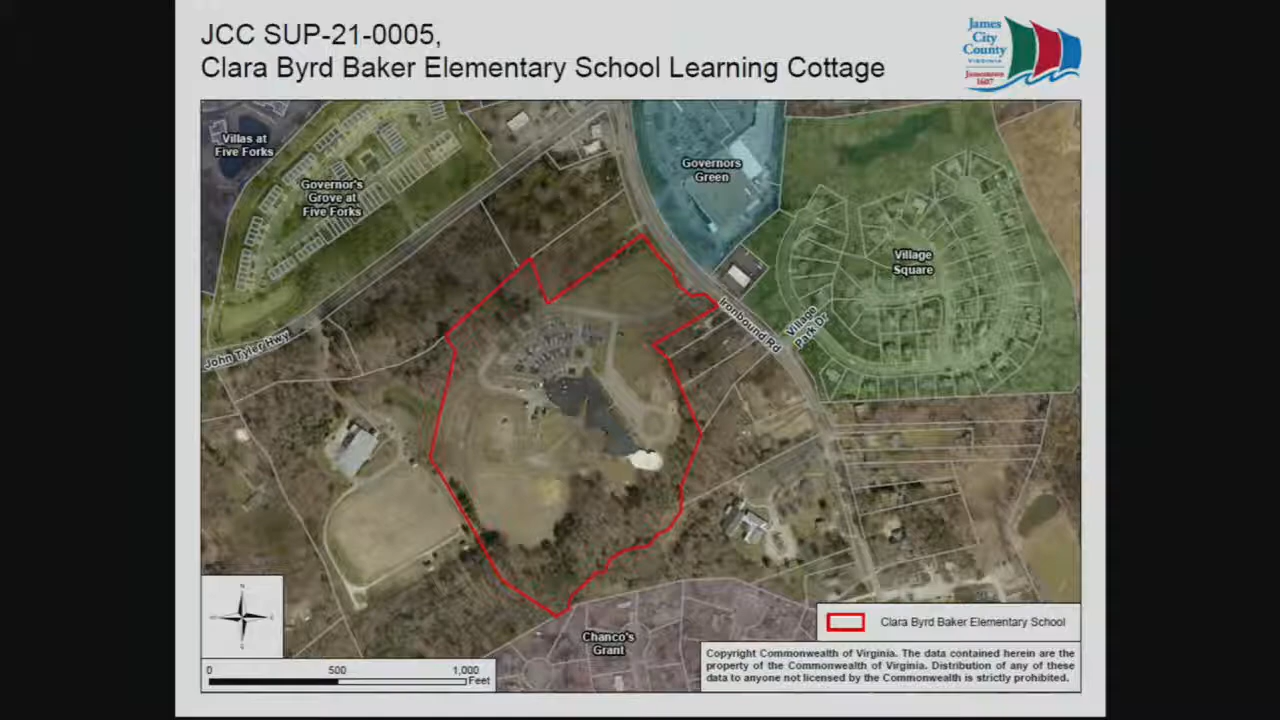 JCC SUP-21-0005,
Clara Byrd Baker Elementary School Learning Cottage
James
City
County
VIRGINIA
Jamestown
1607
Villas at
Five Forks
Governor's
Grove at
Five Forks
Governors
Green
Village
Square
Ironbound Rd
Village
Park Dr
John Tyler Hwy
Chanco's
Grant
N
0 500 1,000
Feet
Clara Byrd Baker Elementary School
Copyright Commonwealth of Virginia. The data contained herein are the
property of the Commonwealth of Virginia. Distribution of any of these
data to anyone not licensed by the Commonwealth is strictly prohibited.